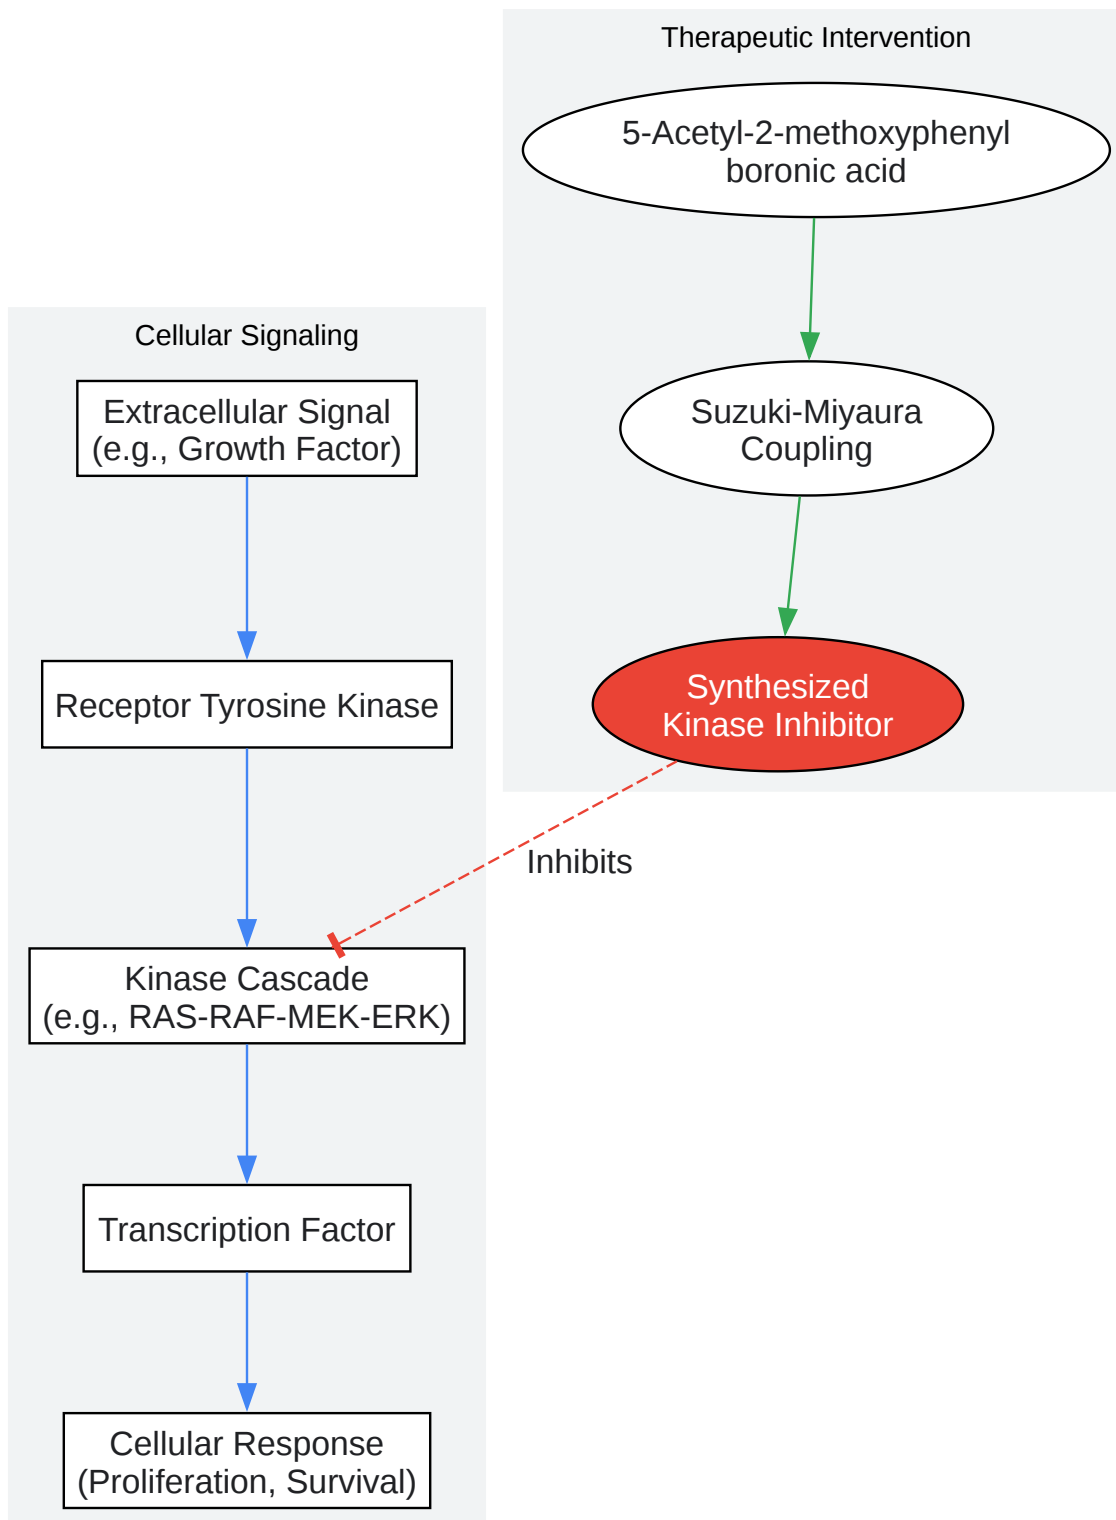 Therapeutic Intervention
5-Acetyl-2-methoxyphenyl
boronic acid
Suzuki-Miyaura
Coupling
Synthesized
Kinase Inhibitor
Inhibits
Cellular Signaling
Extracellular Signal
(e.g., Growth Factor)
Receptor Tyrosine Kinase
Kinase Cascade
(e.g., RAS-RAF-MEK-ERK)
Transcription Factor
Cellular Response
(Proliferation, Survival)